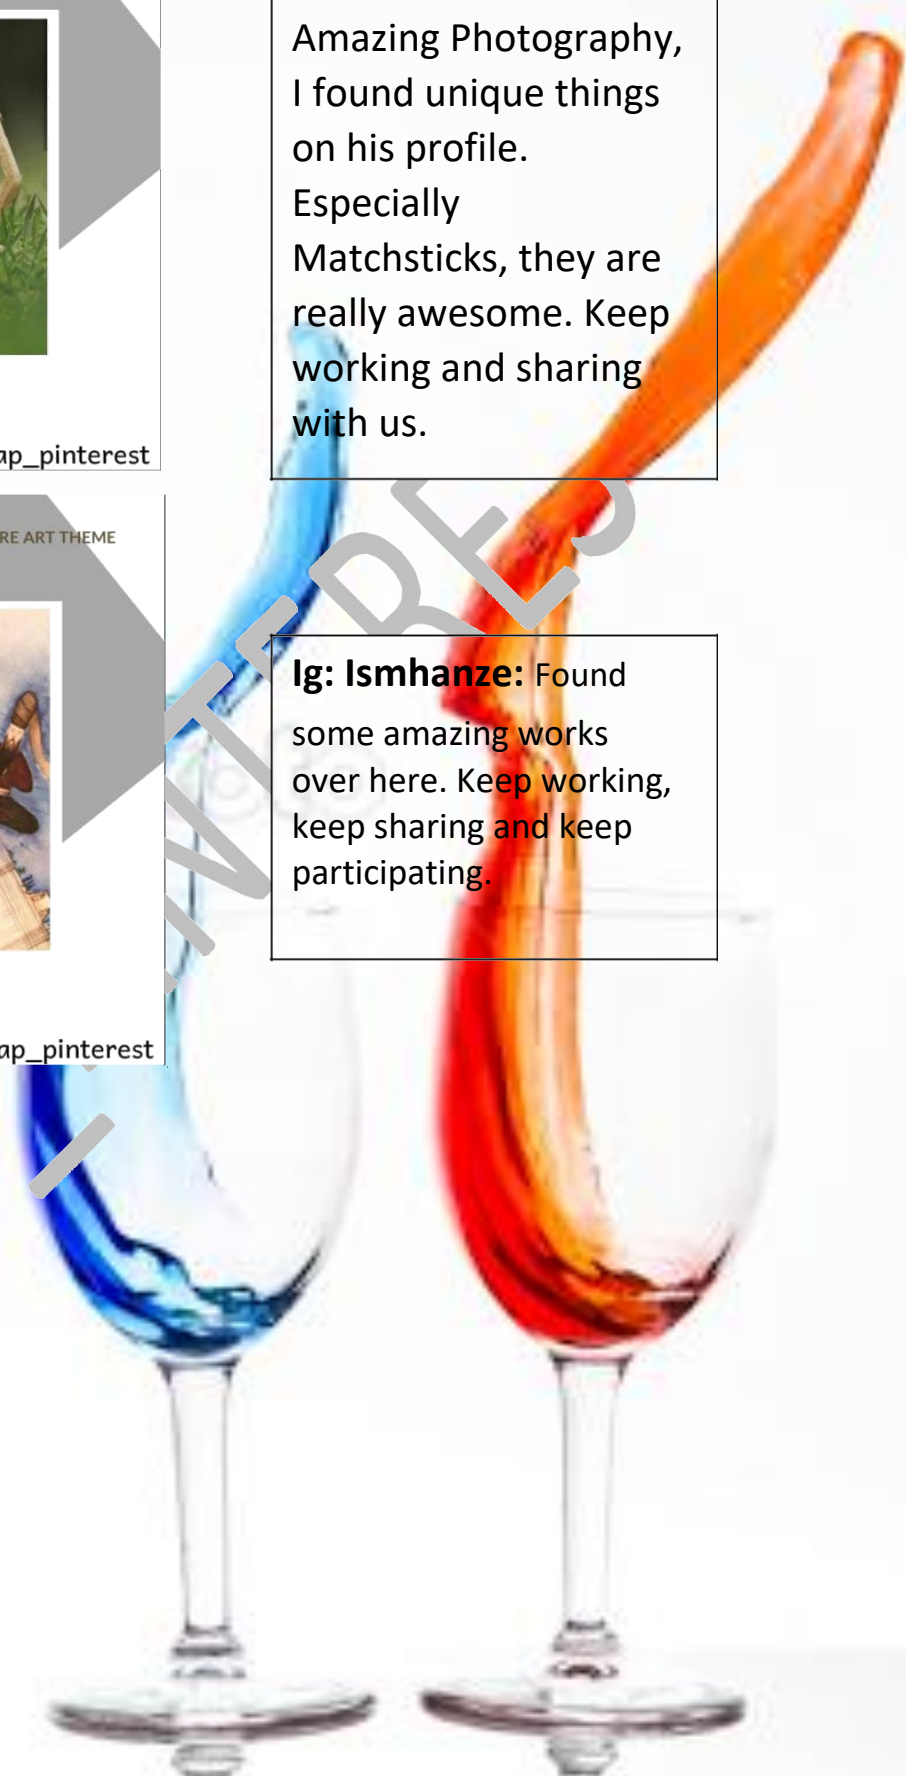 Amazing Photography,
I found unique things
on his profile.
Especially
Matchsticks, they are
really awesome. Keep
working and sharing
with us.
ap_pinterest
RE ART THEME
Ig: Ismhanze: Found
some amazing works
over here. Keep working,
keep sharing and keep
participating.
ap_pinterest